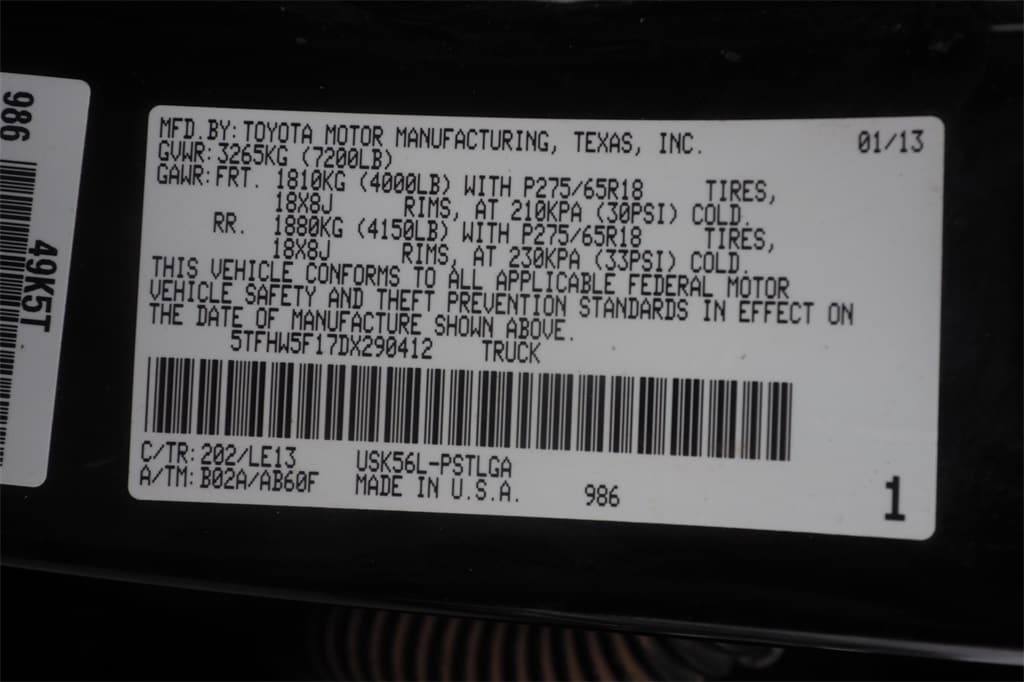 986
49K5T
MFD.BY: TOYOTA MOTOR MANUFACTURING, TEXAS, INC. 01/13
GVWR: 3265KG (7200LB)
GAWR: FRT. 1810KG (4000LB) WITH P275/65R18 TIRES,
18X8J RIMS, AT 210KPA (30PSI) COLD.
RR. 1880KG (4150LB) WITH P275/65R18 TIRES,
18X8J RIMS, AT 230KPA (33PSI) COLD.
THIS VEHICLE CONFORMS TO ALL APPLICABLE FEDERAL MOTOR
VEHICLE SAFETY AND THEFT PREVENTION STANDARDS IN EFFECT ON
THE DATE OF MANUFACTURE SHOWN ABOVE.
5TFHW5F17DX290412 TRUCK
C/TR: 202/LE13 USK56L-PSTLGA
A/TM: B02A/AB60F MADE IN U.S.A. 986 1